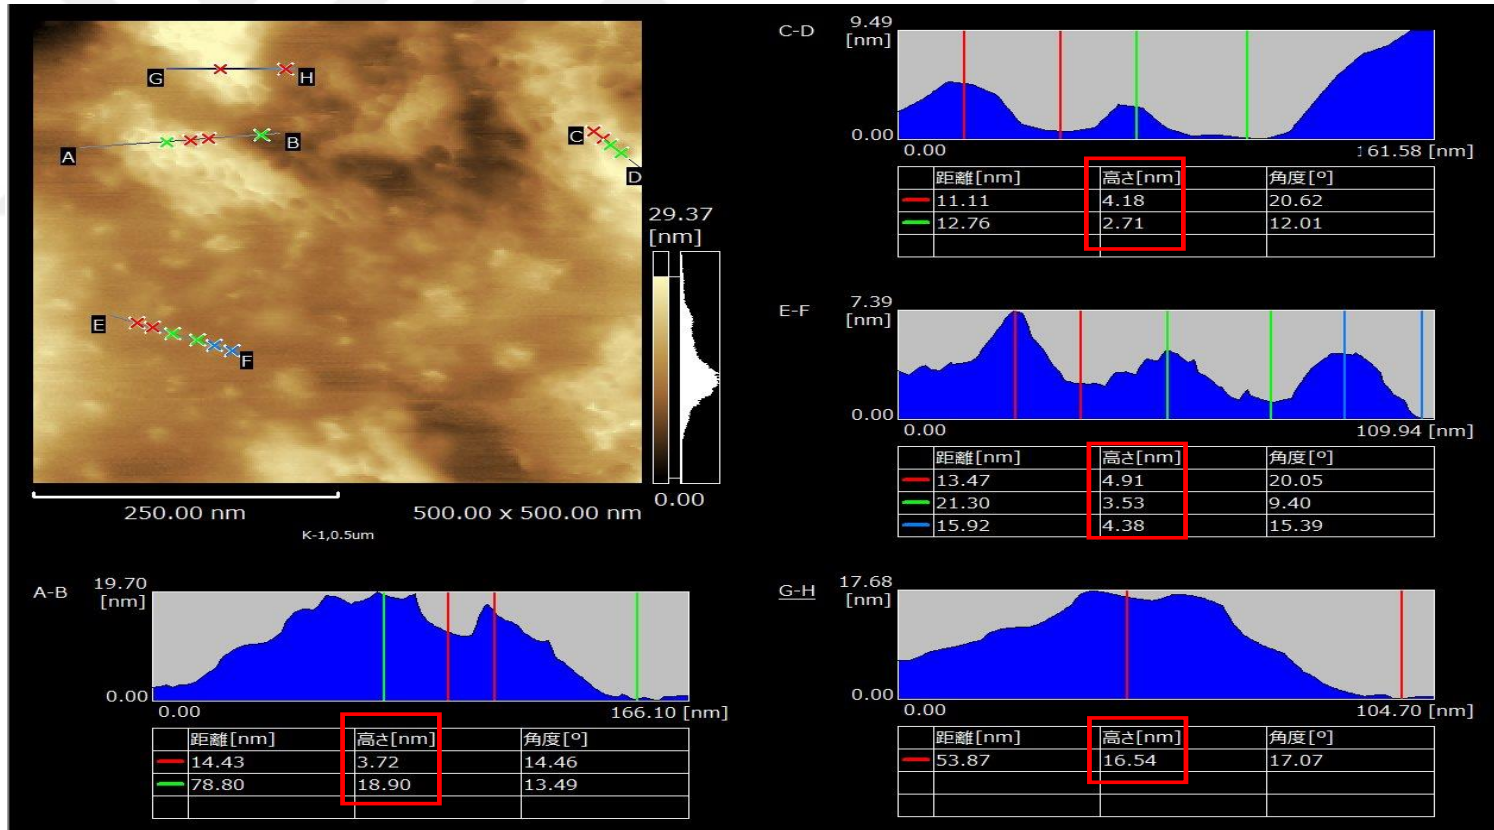 G
H
A
B
C
D
E
F
29.37
[nm]
0.00
250.00 nm
500.00 x 500.00 nm
K-1,0.5um
C-D
9.49
[nm]
0.00
0.00
61.58 [nm]
距離[nm] 高さ[nm] 角度[º]
11.11 4.18 20.62
12.76 2.71 12.01
E-F
7.39
[nm]
0.00
0.00
109.94 [nm]
距離[nm] 高さ[nm] 角度[º]
13.47 4.91 20.05
21.30 3.53 9.40
15.92 4.38 15.39
A-B
19.70
[nm]
0.00
0.00
166.10 [nm]
距離[nm] 高さ[nm] 角度[º]
14.43 3.72 14.46
78.80 18.90 13.49
G-H
17.68
[nm]
0.00
0.00
104.70 [nm]
距離[nm] 高さ[nm] 角度[º]
53.87 16.54 17.07